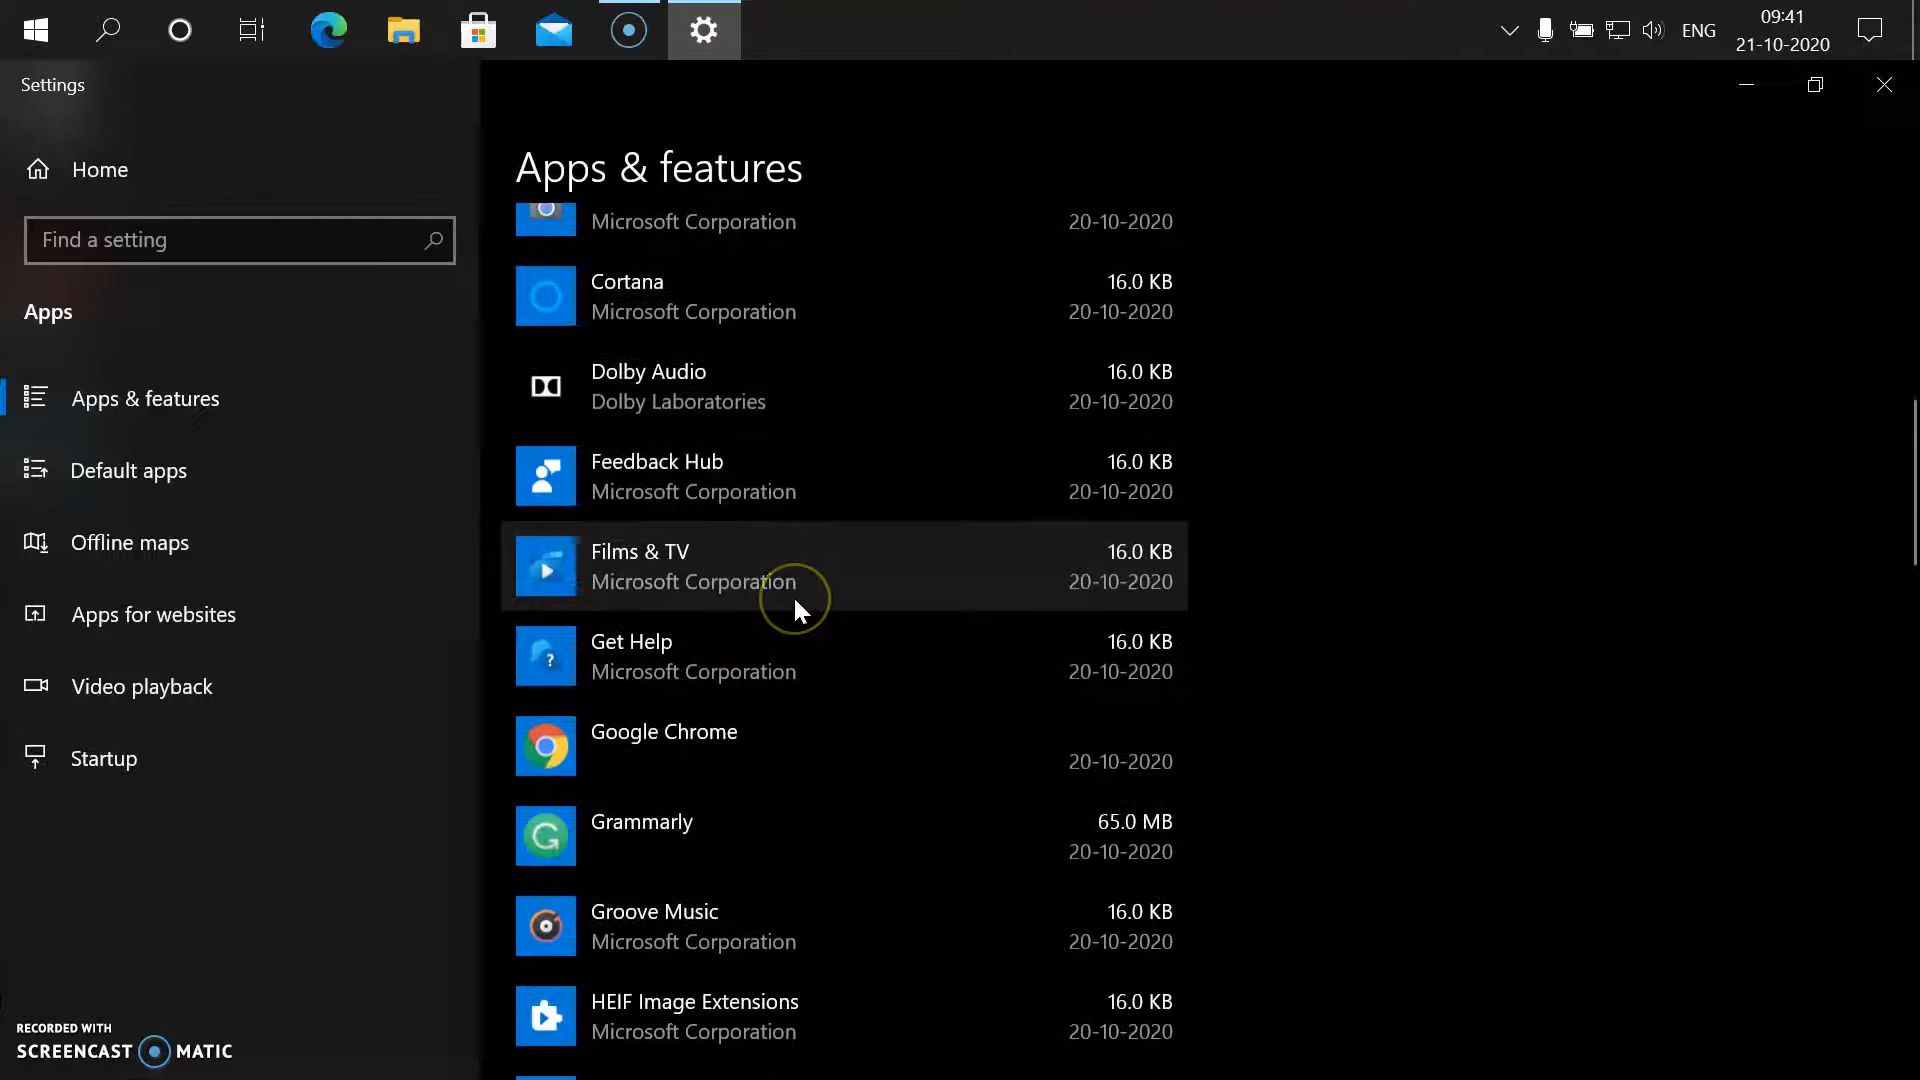 ENG
09:41
21-10-2020
Settings
Home
Find a setting
Apps
Apps & features
Default apps
Offline maps
Apps for websites
Video playback
Startup
Apps & features
Microsoft Corporation 20-10-2020
Cortana 16.0 KB
Microsoft Corporation 20-10-2020
Dolby Audio 16.0 KB
Dolby Laboratories 20-10-2020
Feedback Hub 16.0 KB
Microsoft Corporation 20-10-2020
Films & TV 16.0 KB
Microsoft Corporation 20-10-2020
Get Help 16.0 KB
Microsoft Corporation 20-10-2020
Google Chrome
20-10-2020
Grammarly 65.0 MB
20-10-2020
Groove Music 16.0 KB
Microsoft Corporation 20-10-2020
HEIF Image Extensions 16.0 KB
Microsoft Corporation 20-10-2020
RECORDED WITH
SCREENCAST MATIC